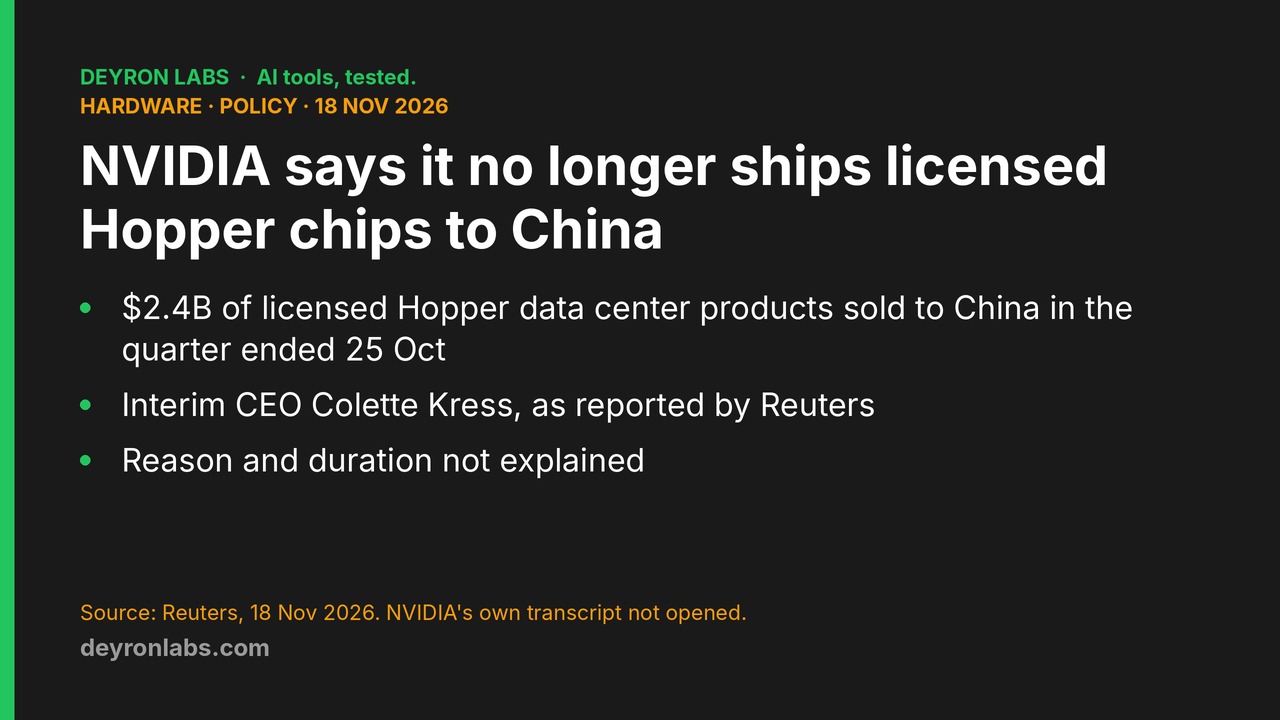 DEYRON LABS · AI tools, tested.
HARDWARE · POLICY · 18 NOV 2026
NVIDIA says it no longer ships licensed
Hopper chips to China
• $2.4B of licensed Hopper data center products sold to China in the
quarter ended 25 Oct
• Interim CEO Colette Kress, as reported by Reuters
• Reason and duration not explained
Source: Reuters, 18 Nov 2026. NVIDIA's own transcript not opened.
deyronlabs.com